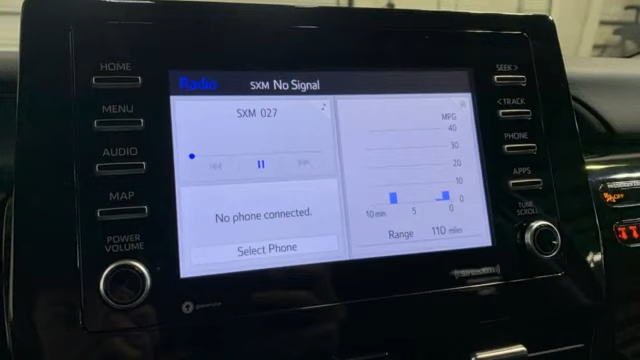 HOME
MENU
AUDIO
MAP
POWER
VOLUME
Radio
SXM No Signal
SXM 027
No phone connected.
Select Phone
MPG
40
30
20
10
0
10 min 5 0
Range 110 miles
SEEK >
< TRACK
PHONE
APPS
TUNE
SCROLL
OFF